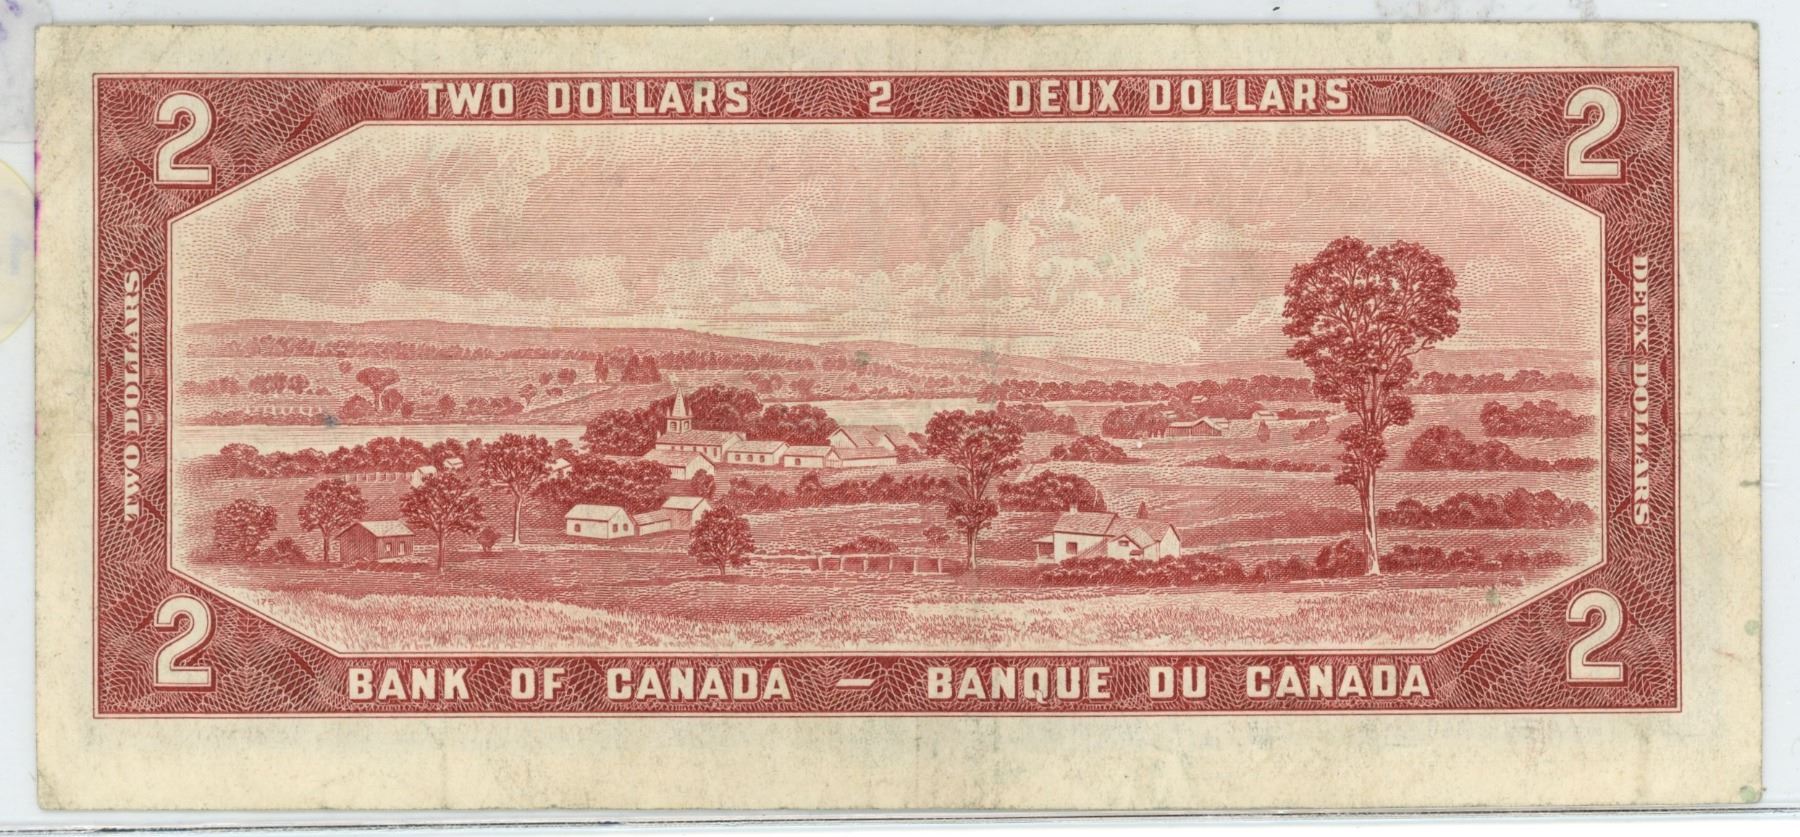 TWO DOLLARS 2 DEUX DOLLARS
2 2
TWO DOLLARS
DEUX DOLLARS
2 2
BANK OF CANADA – BANQUE DU CANADA